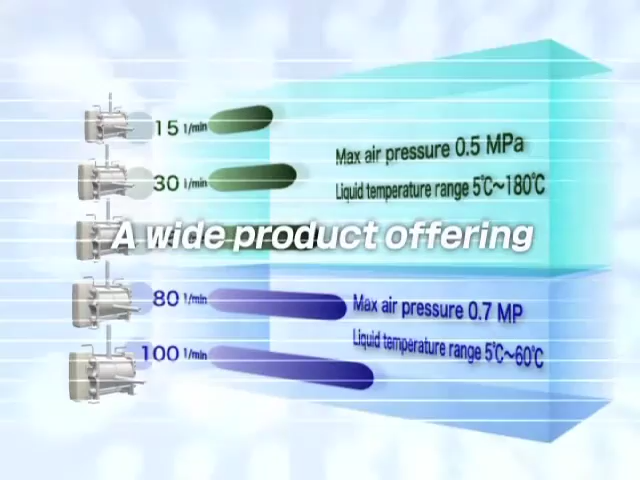 15 l/min
Max air pressure 0.5 MPa
30 l/min
Liquid temperature range 5℃~180℃
A wide product offering
80 l/min
Max air pressure 0.7 MP
Liquid temperature range 5℃~60℃
100 l/min